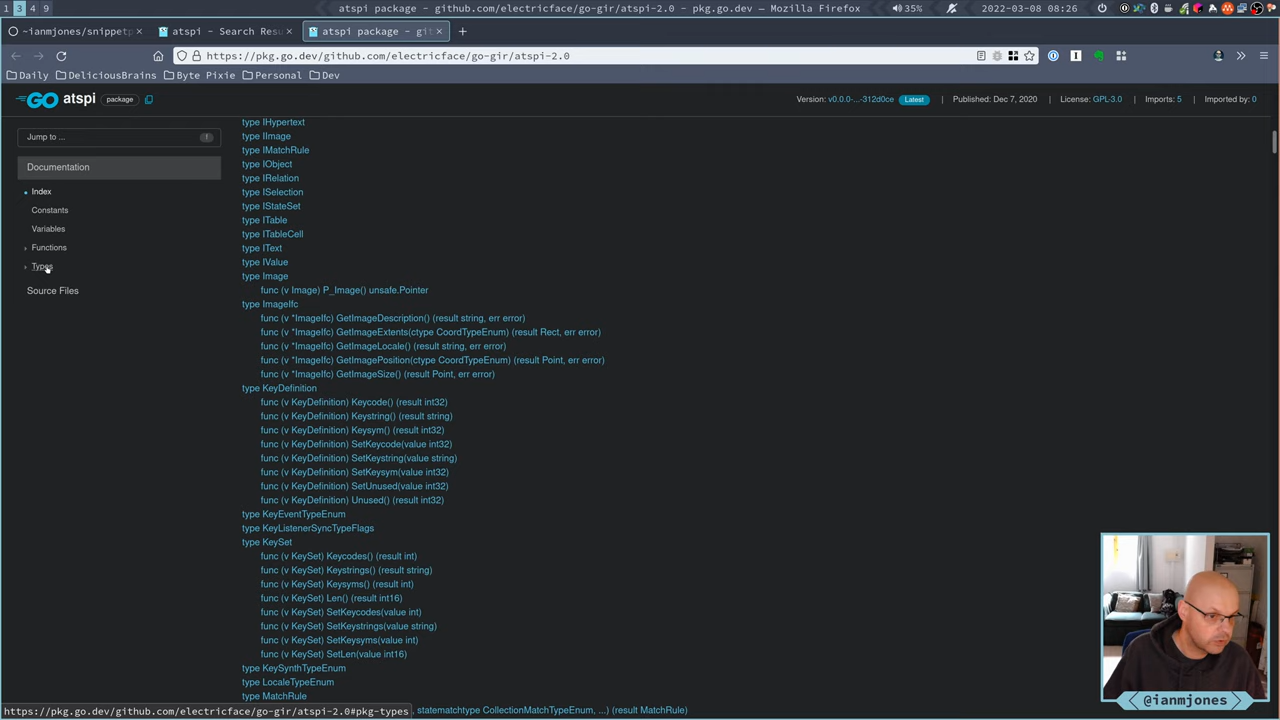 1 3 4 9
atspi package - github.com/electricface/go-gir/atspi-2.0 - pkg.go.dev — Mozilla Firefox
35%
2022-03-08 08:26
~ianmjones/snippetp
atspi - Search Resu
atspi package - git
https://pkg.go.dev/github.com/electricface/go-gir/atspi-2.0
Daily DeliciousBrains Byte Pixie Personal Dev
GO atspi package
Version: v0.0.0-...-312d0ce Latest | Published: Dec 7, 2020 | License: GPL-3.0 | Imports: 5 | Imported by: 0
Jump to ...
Documentation
Index
Constants
Variables
Functions
Types
Source Files
type IHypertext
type IImage
type IMatchRule
type IObject
type IRelation
type ISelection
type IStateSet
type ITable
type ITableCell
type IText
type IValue
type Image
func (v Image) P_Image() unsafe.Pointer
type ImageIfc
func (v *ImageIfc) GetImageDescription() (result string, err error)
func (v *ImageIfc) GetImageExtents(ctype CoordTypeEnum) (result Rect, err error)
func (v *ImageIfc) GetImageLocale() (result string, err error)
func (v *ImageIfc) GetImagePosition(ctype CoordTypeEnum) (result Point, err error)
func (v *ImageIfc) GetImageSize() (result Point, err error)
type KeyDefinition
func (v KeyDefinition) Keycode() (result int32)
func (v KeyDefinition) Keystring() (result string)
func (v KeyDefinition) Keysym() (result int32)
func (v KeyDefinition) SetKeycode(value int32)
func (v KeyDefinition) SetKeystring(value string)
func (v KeyDefinition) SetKeysym(value int32)
func (v KeyDefinition) SetUnused(value int32)
func (v KeyDefinition) Unused() (result int32)
type KeyEventTypeEnum
type KeyListenerSyncTypeFlags
type KeySet
func (v KeySet) Keycodes() (result int)
func (v KeySet) Keystrings() (result string)
func (v KeySet) Keysyms() (result int)
func (v KeySet) Len() (result int16)
func (v KeySet) SetKeycodes(value int)
func (v KeySet) SetKeystrings(value string)
func (v KeySet) SetKeysyms(value int)
func (v KeySet) SetLen(value int16)
type KeySynthTypeEnum
type LocaleTypeEnum
type MatchRule
https://pkg.go.dev/github.com/electricface/go-gir/atspi-2.0#pkg-types , statematchtype CollectionMatchTypeEnum, ...) (result MatchRule)
@ianmjones